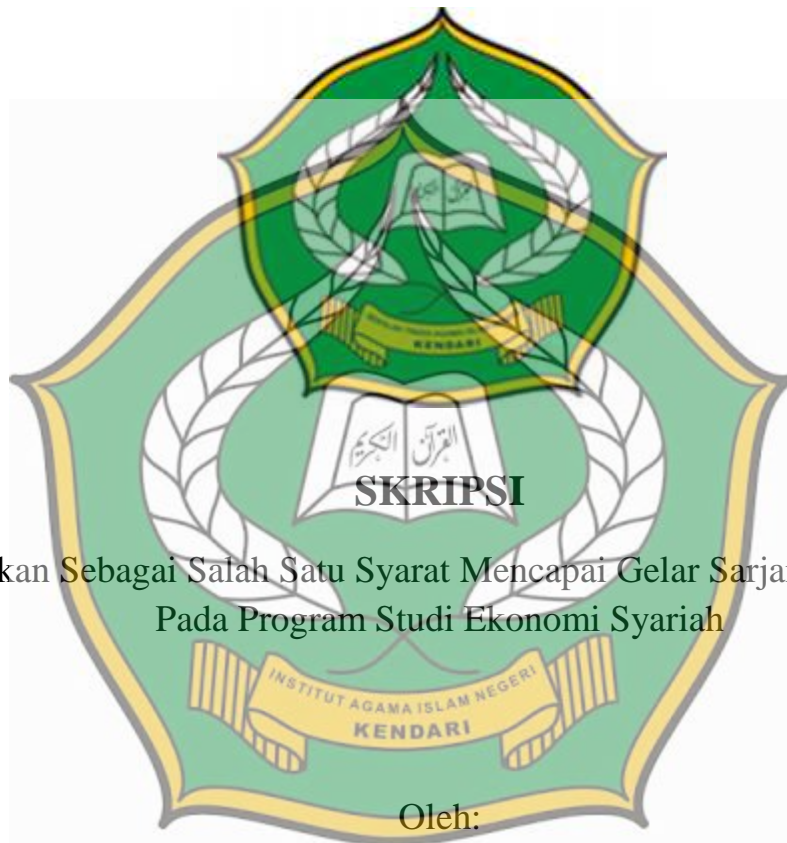 KENDARI
القرآن الكريم
SKRIPSI
kan Sebagai Salah Satu Syarat Mencapai Gelar Sarja
Pada Program Studi Ekonomi Syariah
INSTITUT AGAMA ISLAM NEGERI
KENDARI
Oleh: